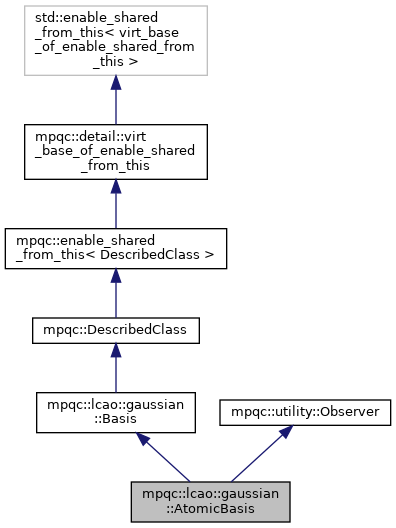 std::enable_shared
_from_this< virt_base
_of_enable_shared_from
_this >
mpqc::detail::virt
_base_of_enable_shared
_from_this
mpqc::enable_shared
_from_this< DescribedClass >
mpqc::DescribedClass
mpqc::lcao::gaussian
::Basis
mpqc::utility::Observer
mpqc::lcao::gaussian
::AtomicBasis